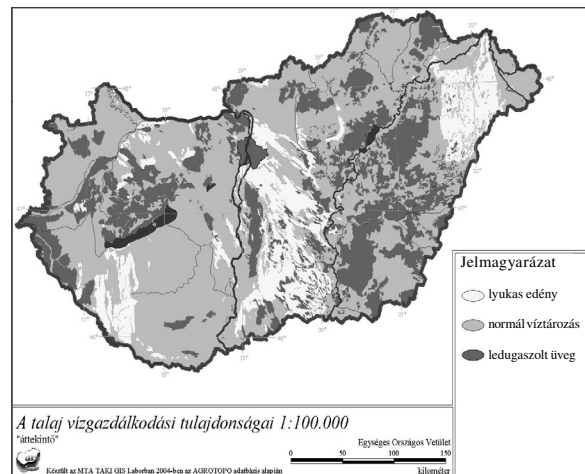 Jelmagyarázat
lyukas edény
normál víztározás
ledugaszolt üveg
A talaj vízgazdálkodási tulajdonságai 1:100.000
"áttekintő"
Egységes Országos Vetület
0 50 100 150
kilométer
Készült az MTA TAKI GIS Laborban 2004-ben az AGROTOPO adatbázis alapján